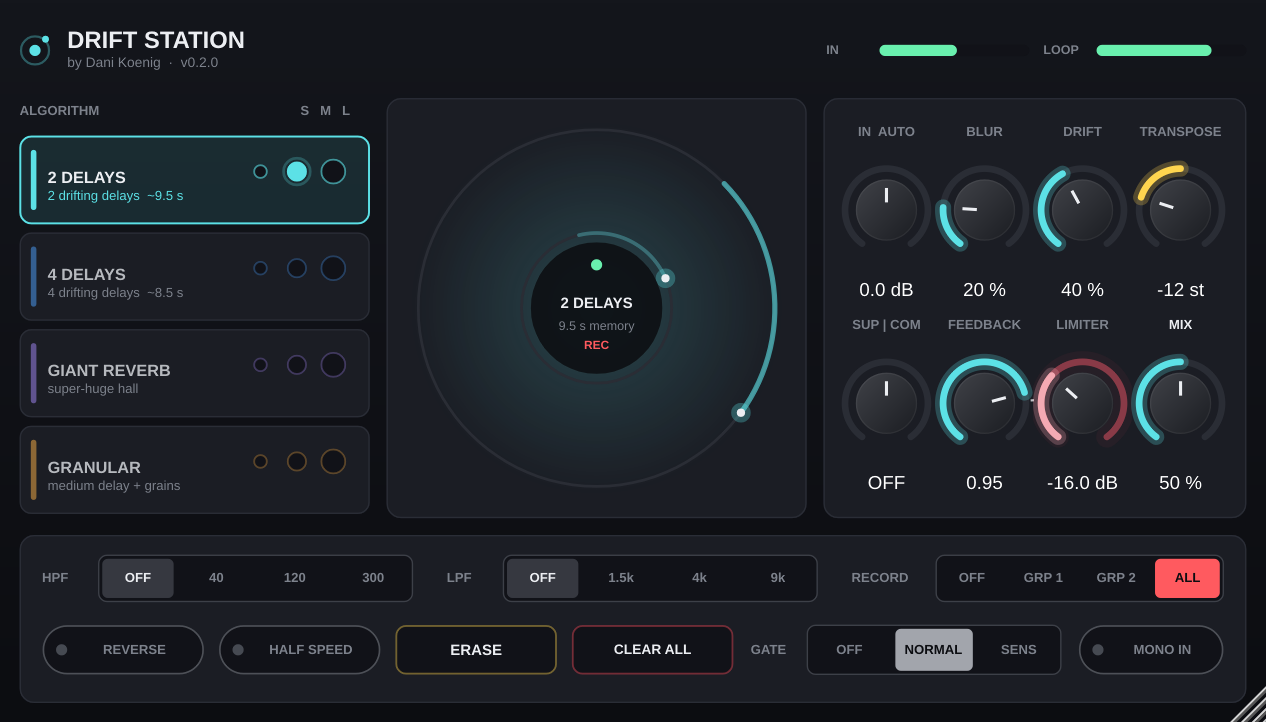 DRIFT STATION
by Dani Koenig · v0.2.0
IN
LOOP
ALGORITHM S M L
2 DELAYS
2 drifting delays ~9.5 s
4 DELAYS
4 drifting delays ~8.5 s
GIANT REVERB
super-huge hall
GRANULAR
medium delay + grains
2 DELAYS
9.5 s memory
REC
IN AUTO BLUR DRIFT TRANSPOSE
0.0 dB 20 % 40 % -12 st
SUP | COM FEEDBACK LIMITER MIX
OFF 0.95 -16.0 dB 50 %
HPF OFF 40 120 300 LPF OFF 1.5k 4k 9k RECORD OFF GRP 1 GRP 2 ALL
REVERSE HALF SPEED ERASE CLEAR ALL GATE OFF NORMAL SENS MONO IN